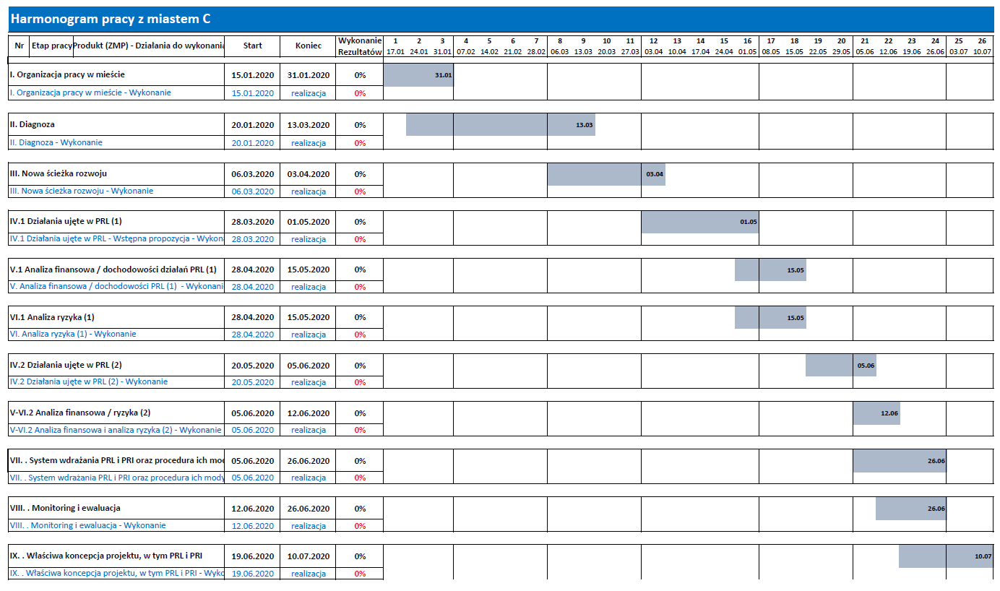 Harmonogram pracy z miastem C
Nr Etap pracy Produkt (ZMP) - Działania do wykonania Start Koniec Wykonanie Rezultatów 1 2 3 4 5 6 7 8 9 10 11 12 13 14 15 16 17 18 19 20 21 22 23 24 25 26
17.01 24.01 31.01 07.02 14.02 21.02 28.02 06.03 13.03 20.03 27.03 03.04 10.04 17.04 24.04 01.05 08.05 15.05 22.05 29.05 05.06 12.06 19.06 26.06 03.07 10.07
I. Organizacja pracy w mieście 15.01.2020 31.01.2020 0% 31.01
I. Organizacja pracy w mieście - Wykonanie 15.01.2020 realizacja 0%
II. Diagnoza 20.01.2020 13.03.2020 0% 13.03
II. Diagnoza - Wykonanie 20.01.2020 realizacja 0%
III. Nowa ścieżka rozwoju 06.03.2020 03.04.2020 0% 03.04
III. Nowa ścieżka rozwoju - Wykonanie 06.03.2020 realizacja 0%
IV.1 Działania ujęte w PRL (1) 28.03.2020 01.05.2020 0% 01.05
IV.1 Działania ujęte w PRL - Wstępna propozycja - Wykona 28.03.2020 realizacja 0%
V.1 Analiza finansowa / dochodowości działań PRL (1) 28.04.2020 15.05.2020 0% 15.05
V. Analiza finansowa / dochodowości PRL (1) - Wykonani 28.04.2020 realizacja 0%
VI.1 Analiza ryzyka (1) 28.04.2020 15.05.2020 0% 15.05
VI. Analiza ryzyka (1) - Wykonanie 28.04.2020 realizacja 0%
IV.2 Działania ujęte w PRL (2) 20.05.2020 05.06.2020 0% 05.06
IV.2 Działania ujęte w PRL (2) - Wykonanie 20.05.2020 realizacja 0%
V-VI.2 Analiza finansowa / ryzyka (2) 05.06.2020 12.06.2020 0% 12.06
V-VI.2 Analiza finansowa i analiza ryzyka (2) - Wykonanie 05.06.2020 realizacja 0%
VII. . System wdrażania PRL i PRI oraz procedura ich mod 05.06.2020 26.06.2020 0% 26.06
VII. . System wdrażania PRL i PRI oraz procedura ich mody 05.06.2020 realizacja 0%
VIII. . Monitoring i ewaluacja 12.06.2020 26.06.2020 0% 26.06
VIII. . Monitoring i ewaluacja - Wykonanie 12.06.2020 realizacja 0%
IX. . Właściwa koncepcja projektu, w tym PRL i PRI 19.06.2020 10.07.2020 0% 10.07
IX. . Właściwa koncepcja projektu, w tym PRL i PRI - Wyko 19.06.2020 realizacja 0%